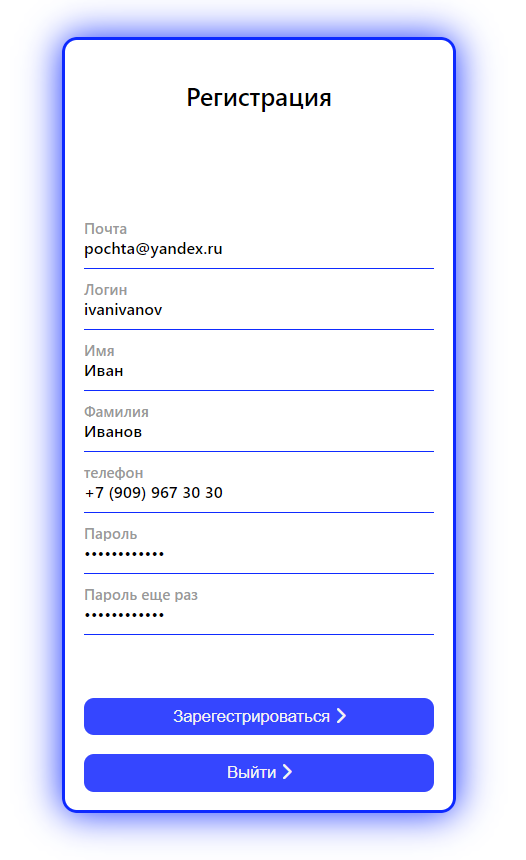 Регистрация
Почта
pochta@yandex.ru
Логин
ivanivanov
Имя
Иван
Фамилия
Иванов
телефон
+7 (909) 967 30 30
Пароль
••••••••••••
Пароль еще раз
••••••••••••
Зарегестрироваться
Выйти